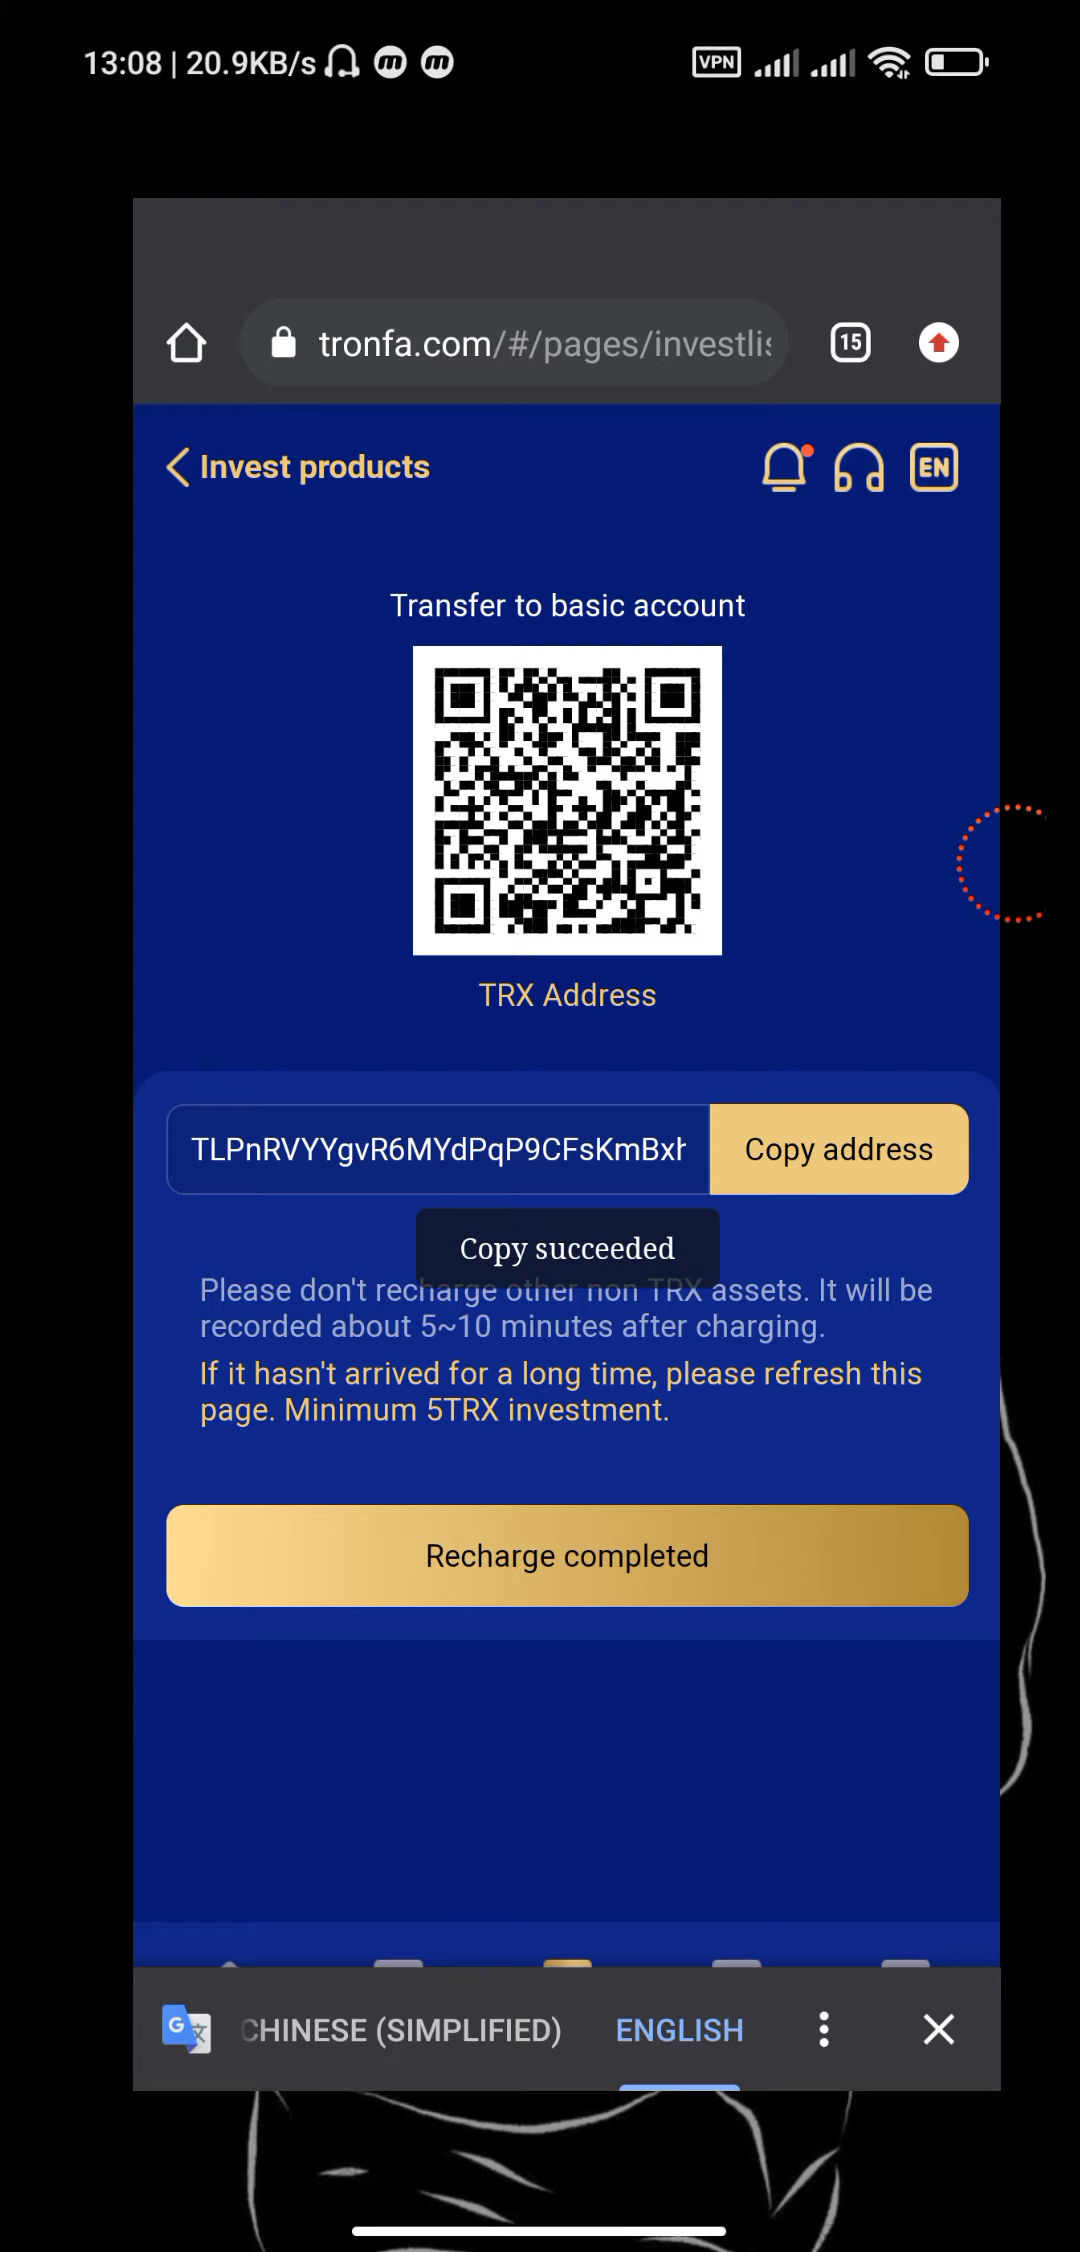 13:08 | 20.9KB/s
VPN
tronfa.com/#/pages/investlis
15
Invest products
EN
Transfer to basic account
TRX Address
TLPnRVYYgvR6MYdPqP9CFsKmBxh
Copy address
Copy succeeded
Please don't recharge other non TRX assets. It will be
recorded about 5~10 minutes after charging.
If it hasn't arrived for a long time, please refresh this
page. Minimum 5TRX investment.
Recharge completed
CHINESE (SIMPLIFIED)
ENGLISH